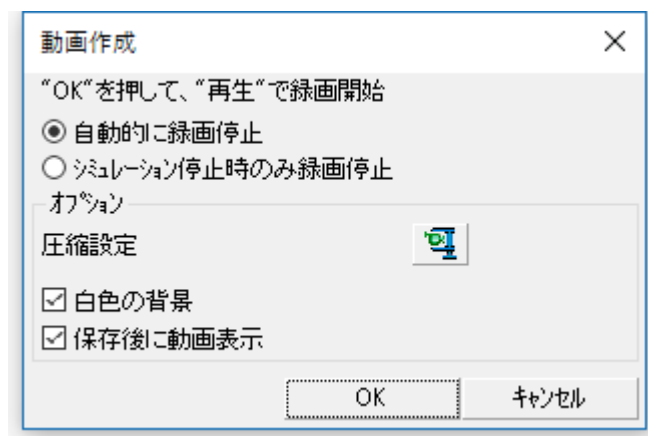 動画作成
“OK“を押して、“再生“で録画開始
自動的に録画停止
ｼﾐｭﾚｰｼｮﾝ停止時のみ録画停止
ｵﾌﾟｼｮﾝ
圧縮設定
白色の背景
保存後に動画表示
OK ｷｬﾝｾﾙ